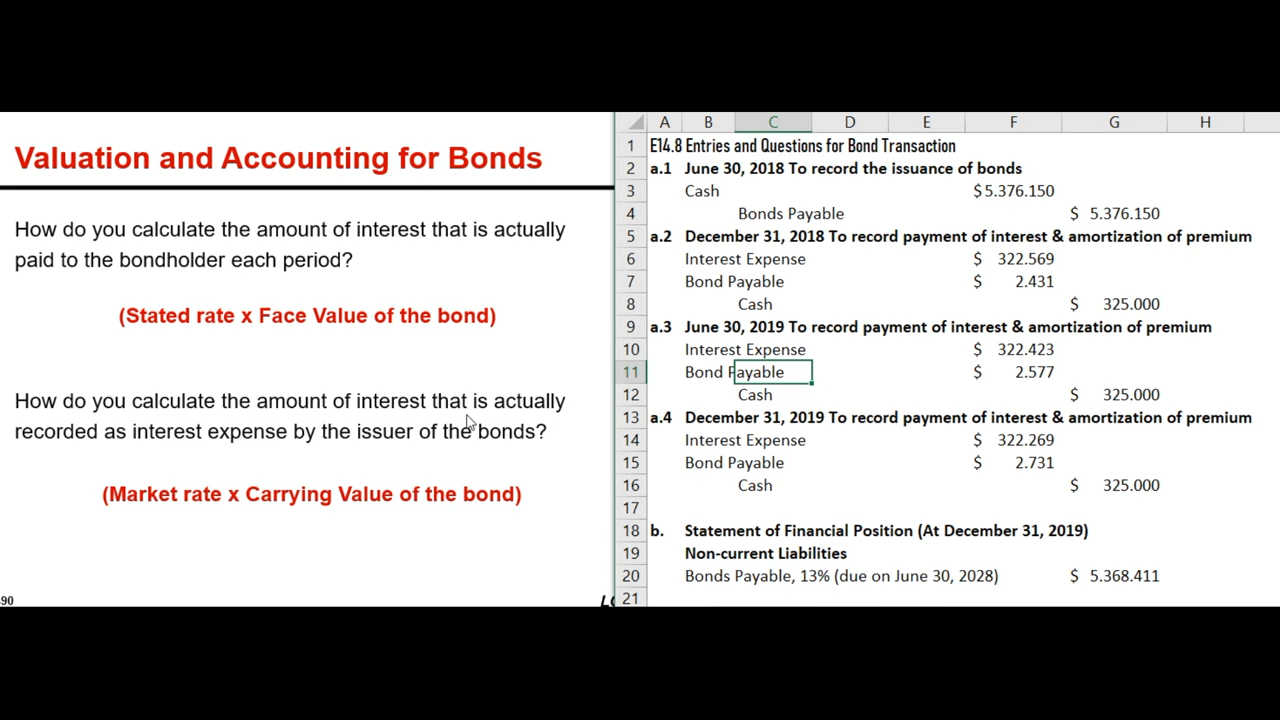 Valuation and Accounting for Bonds
How do you calculate the amount of interest that is actually
paid to the bondholder each period?
(Stated rate x Face Value of the bond)
How do you calculate the amount of interest that is actually
recorded as interest expense by the issuer of the bonds?
(Market rate x Carrying Value of the bond)
90
A B C D E F G H
1 E14.8 Entries and Questions for Bond Transaction
2 a.1 June 30, 2018 To record the issuance of bonds
3 Cash $ 5.376.150
4 Bonds Payable $ 5.376.150
5 a.2 December 31, 2018 To record payment of interest & amortization of premium
6 Interest Expense $ 322.569
7 Bond Payable $ 2.431
8 Cash $ 325.000
9 a.3 June 30, 2019 To record payment of interest & amortization of premium
10 Interest Expense $ 322.423
11 Bond Payable $ 2.577
12 Cash $ 325.000
13 a.4 December 31, 2019 To record payment of interest & amortization of premium
14 Interest Expense $ 322.269
15 Bond Payable $ 2.731
16 Cash $ 325.000
17
18 b. Statement of Financial Position (At December 31, 2019)
19 Non-current Liabilities
20 Bonds Payable, 13% (due on June 30, 2028) $ 5.368.411
21